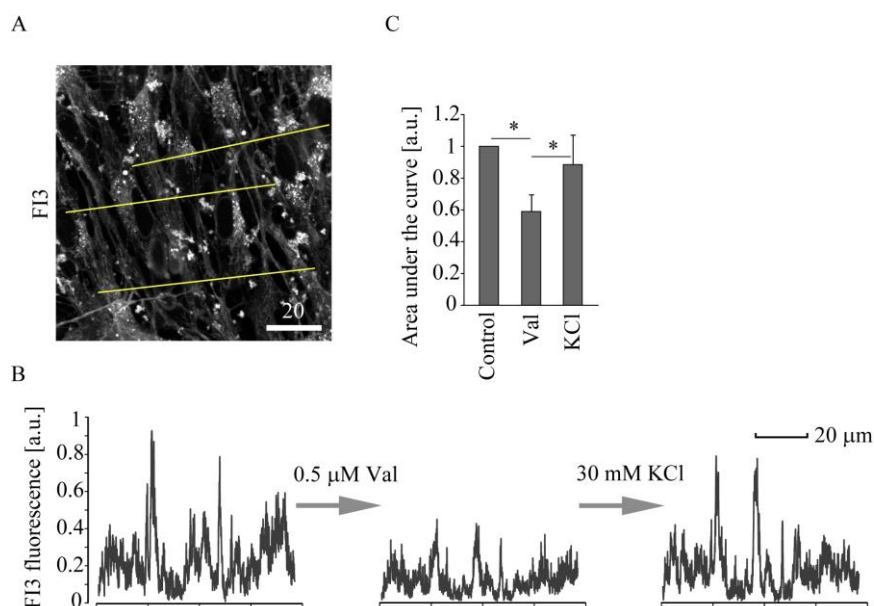 A
FI3
20
C
Area under the curve [a.u.]
1.2
1
0.8
0.6
0.4
0.2
0
*
*
Control
Val
KCl
B
FI3 fluorescence [a.u.]
1
0.8
0.6
0.4
0.2
0
0.5 μM Val
30 mM KCl
20 μm